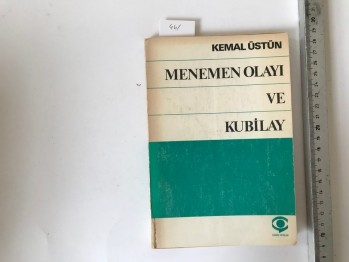 KEMAL ÜSTÜN
MENEMEN OLAYI
VE
KUBİLAY